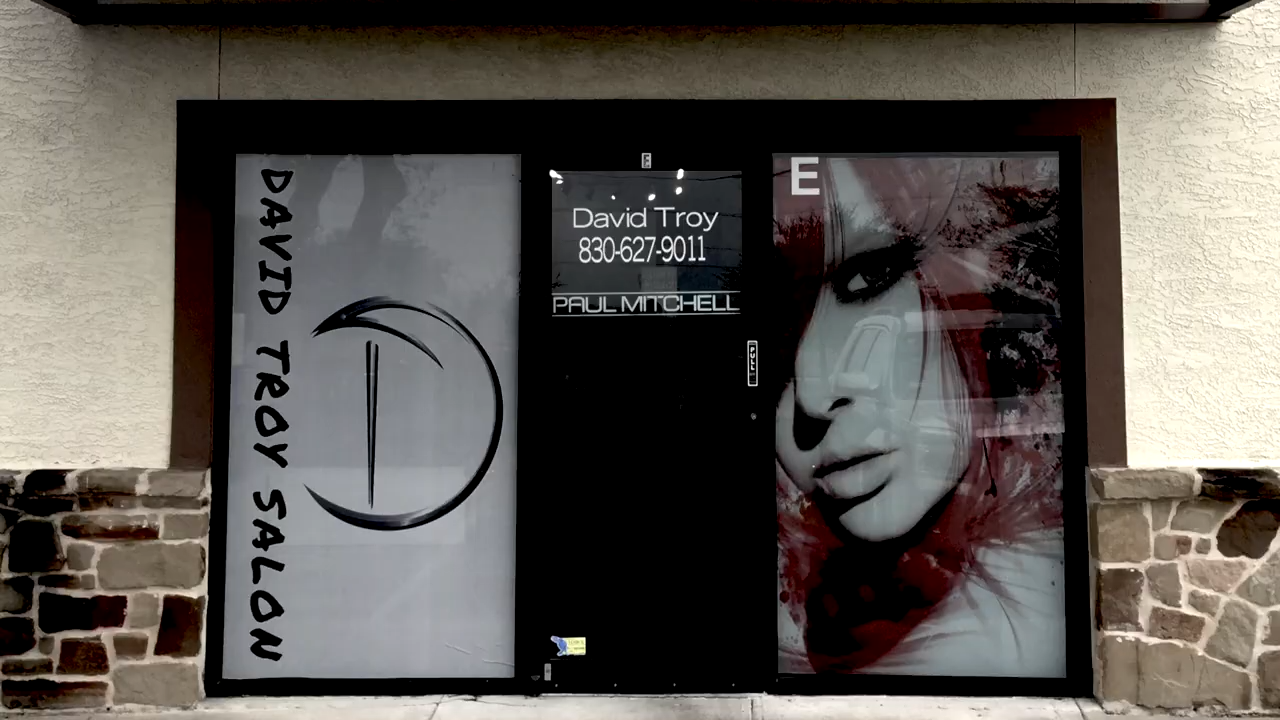 DAVID TROY SALON
E
David Troy
830-627-9011
PAUL MITCHELL
PULL
E